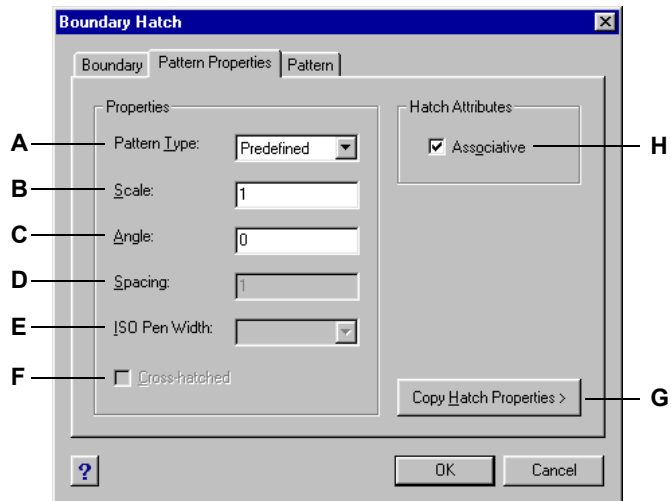 Boundary Hatch
Boundary Pattern Properties Pattern
Properties
Hatch Attributes
A Pattern Type: Predefined
Associative H
B Scale: 1
C Angle: 0
D Spacing: 1
E ISO Pen Width:
F Cross-hatched
Copy Hatch Properties > G
? OK Cancel